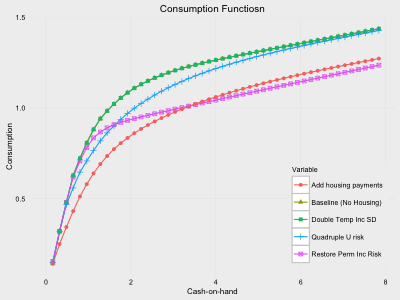 Consumption Functiosn
1.5
1.0
0.5
Consumption
0
2
4
6
8
Cash-on-hand
Variable
Add housing payments
Baseline (No Housing)
Double Temp Inc SD
Quadruple U risk
Restore Perm Inc Risk